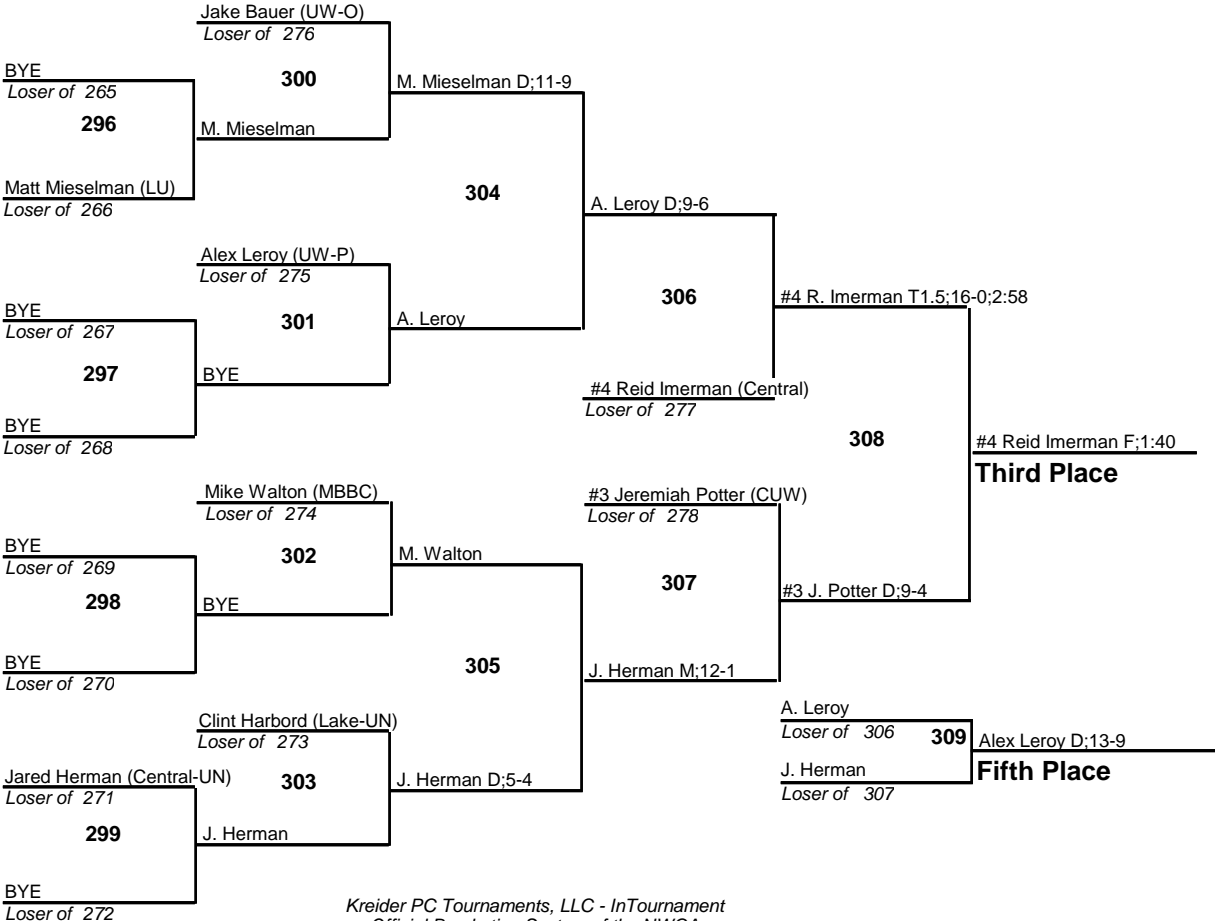 Jake Bauer (UW-O)
Loser of 276
BYE
Loser of 265
300
M. Mieselman D;11-9
296
M. Mieselman
Matt Mieselman (LU)
Loser of 266
304
A. Leroy D;9-6
Alex Leroy (UW-P)
Loser of 275
BYE
Loser of 267
301
A. Leroy
306
#4 R. Imerman T1.5;16-0;2:58
297
BYE
#4 Reid Imerman (Central)
Loser of 277
BYE
Loser of 268
308
#4 Reid Imerman F;1:40
Third Place
Mike Walton (MBBC)
Loser of 274
#3 Jeremiah Potter (CUW)
Loser of 278
BYE
Loser of 269
302
M. Walton
307
298
BYE
#3 J. Potter D;9-4
BYE
Loser of 270
305
J. Herman M;12-1
Clint Harbord (Lake-UN)
Loser of 273
A. Leroy
Loser of 306
309
Alex Leroy D;13-9
Fifth Place
Jared Herman (Central-UN)
Loser of 271
303
J. Herman D;5-4
J. Herman
Loser of 307
299
J. Herman
BYE
Loser of 272
Kreider PC Tournaments, LLC - InTournament